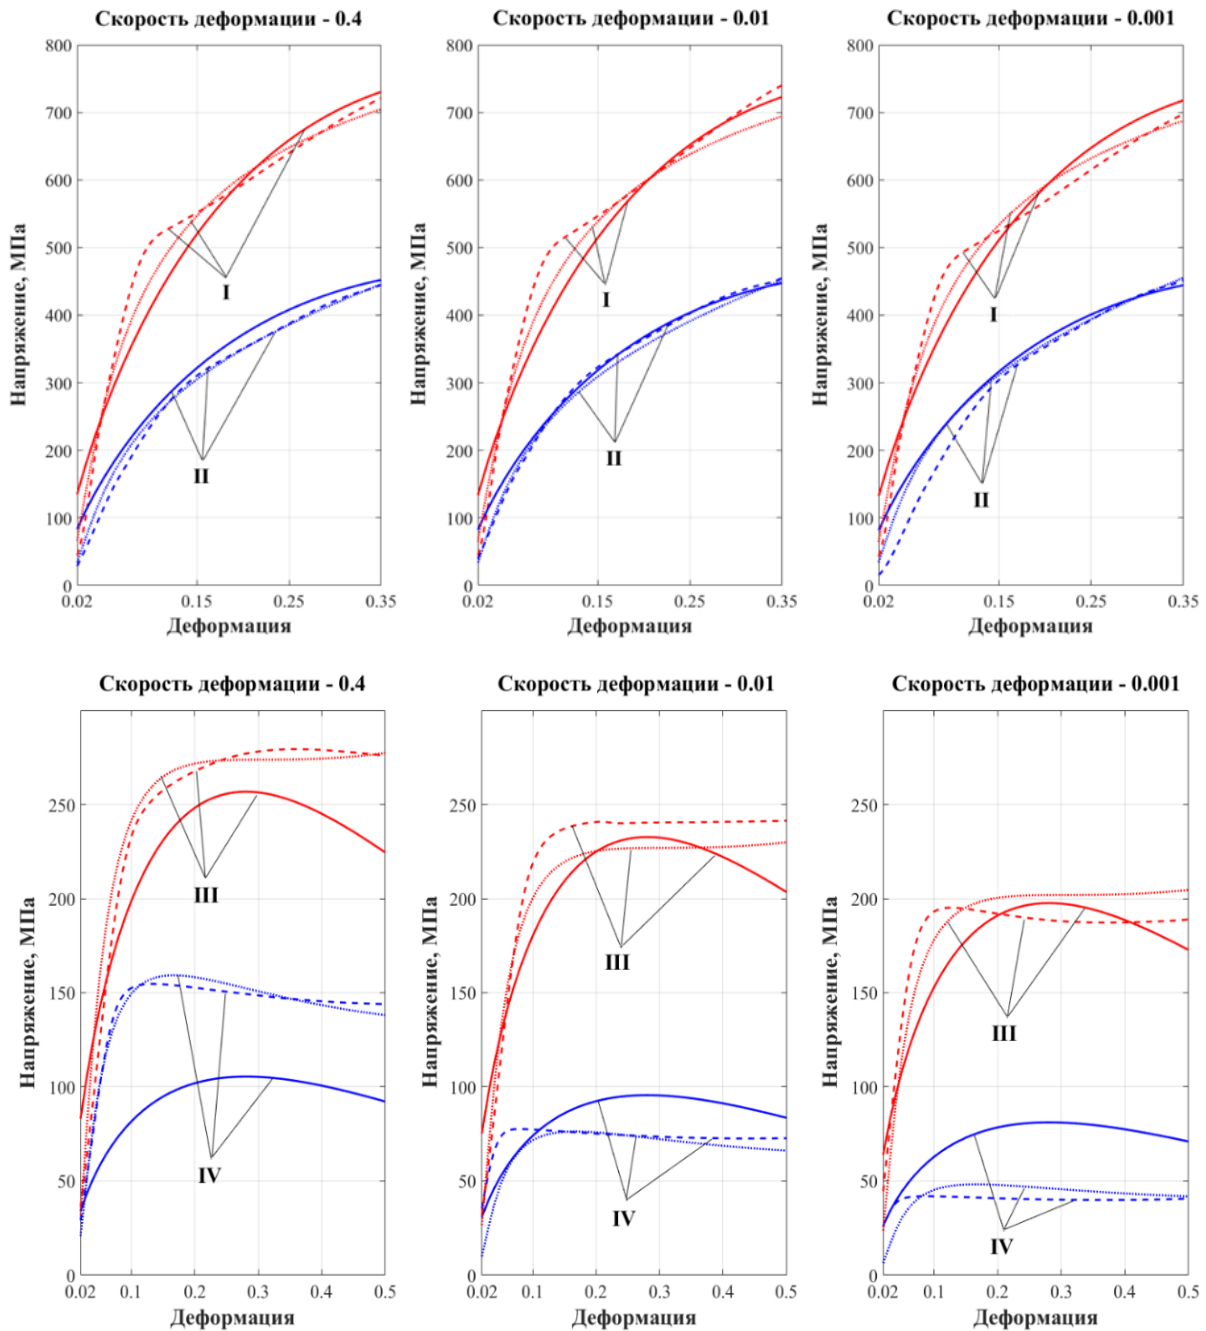 Скорость деформации - 0.4
Скорость деформации - 0.01
Скорость деформации - 0.001
Напряжение, МПа
800
700
600
500
400
300
200
100
0
I
II
0.02
0.15
0.25
0.35
Деформация
Напряжение, МПа
800
700
600
500
400
300
200
100
0
I
II
0.02
0.15
0.25
0.35
Деформация
Напряжение, МПа
800
700
600
500
400
300
200
100
0
I
II
0.02
0.15
0.25
0.35
Деформация
Скорость деформации - 0.4
Скорость деформации - 0.01
Скорость деформации - 0.001
Напряжение, МПа
250
200
150
100
50
0
III
IV
0.02
0.1
0.2
0.3
0.4
0.5
Деформация
Напряжение, МПа
250
200
150
100
50
0
III
IV
0.02
0.1
0.2
0.3
0.4
0.5
Деформация
Напряжение, МПа
250
200
150
100
50
0
III
IV
0.02
0.1
0.2
0.3
0.4
0.5
Деформация